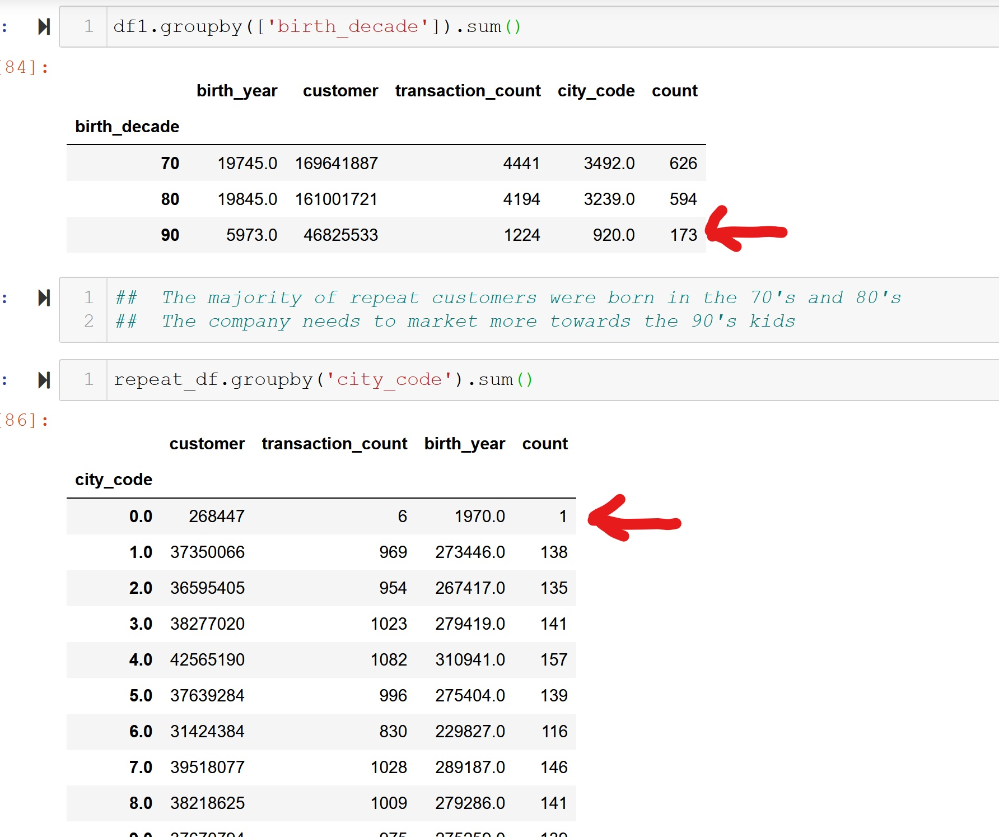 1 df1.groupby(['birth_decade']).sum()
[84]:
birth_year customer transaction_count city_code count
birth_decade
70 19745.0 169641887 4441 3492.0 626
80 19845.0 161001721 4194 3239.0 594
90 5973.0 46825533 1224 920.0 173
1 ## The majority of repeat customers were born in the 70's and 80's
2 ## The company needs to market more towards the 90's kids
1 repeat_df.groupby('city_code').sum()
[86]:
customer transaction_count birth_year count
city_code
0.0 268447 6 1970.0 1
1.0 37350066 969 273446.0 138
2.0 36595405 954 267417.0 135
3.0 38277020 1023 279419.0 141
4.0 42565190 1082 310941.0 157
5.0 37639284 996 275404.0 139
6.0 31424384 830 229827.0 116
7.0 39518077 1028 289187.0 146
8.0 38218625 1009 279286.0 141